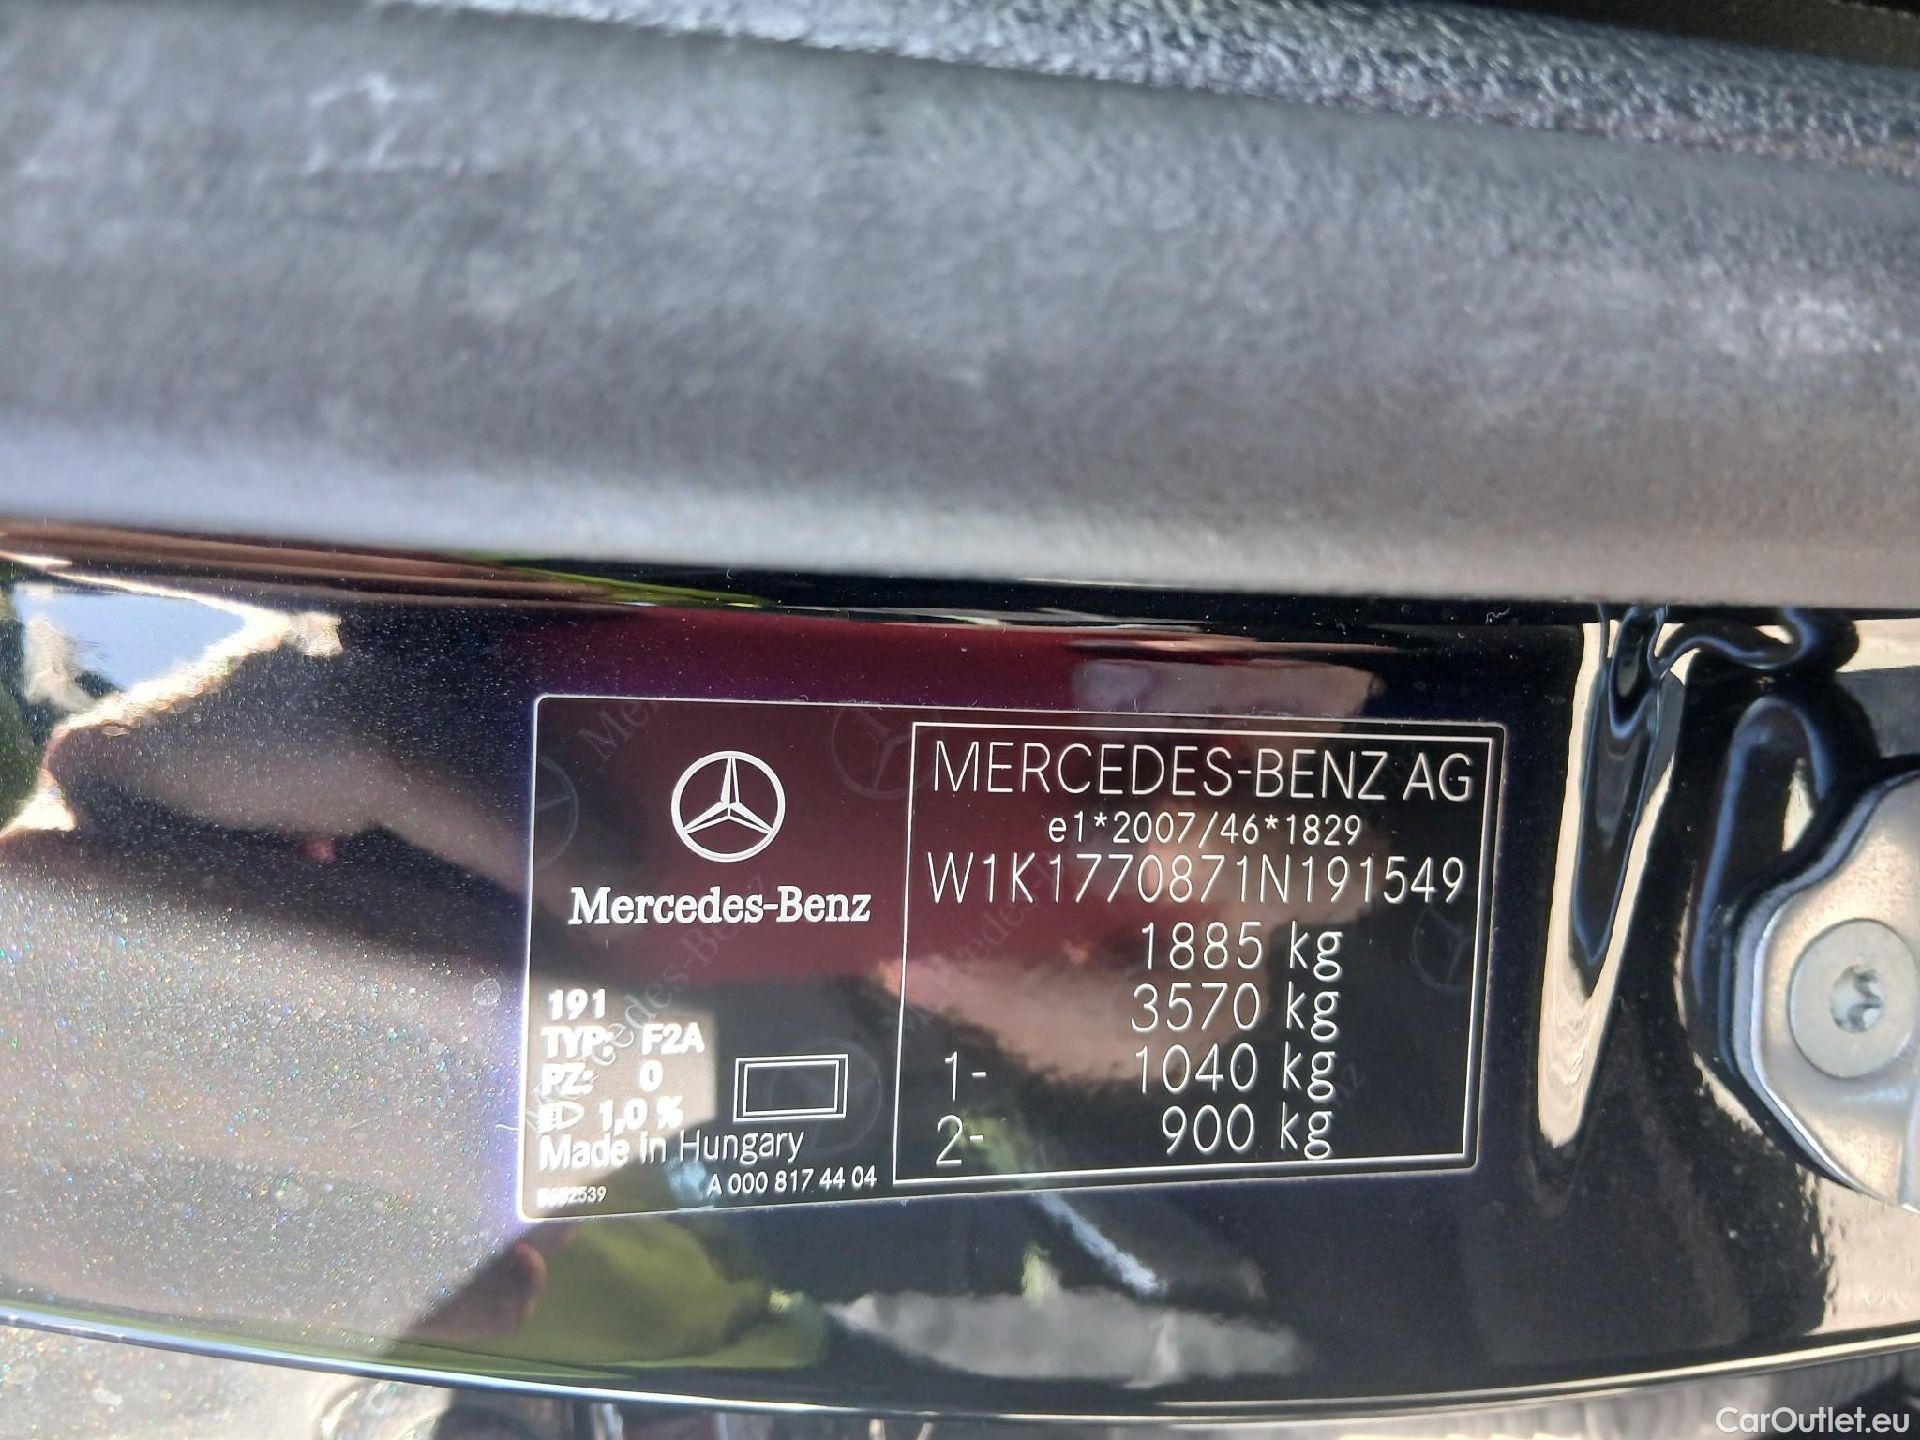 Mercedes-Benz
191
TYP: F2A
PZ: 0
1,0 %
Made in Hungary
A 000 817 44 04
MERCEDES-BENZ AG
e1*2007/46*1829
W1K1770871N191549
1885 kg
3570 kg
1- 1040 kg
2- 900 kg
CarOutlet.eu